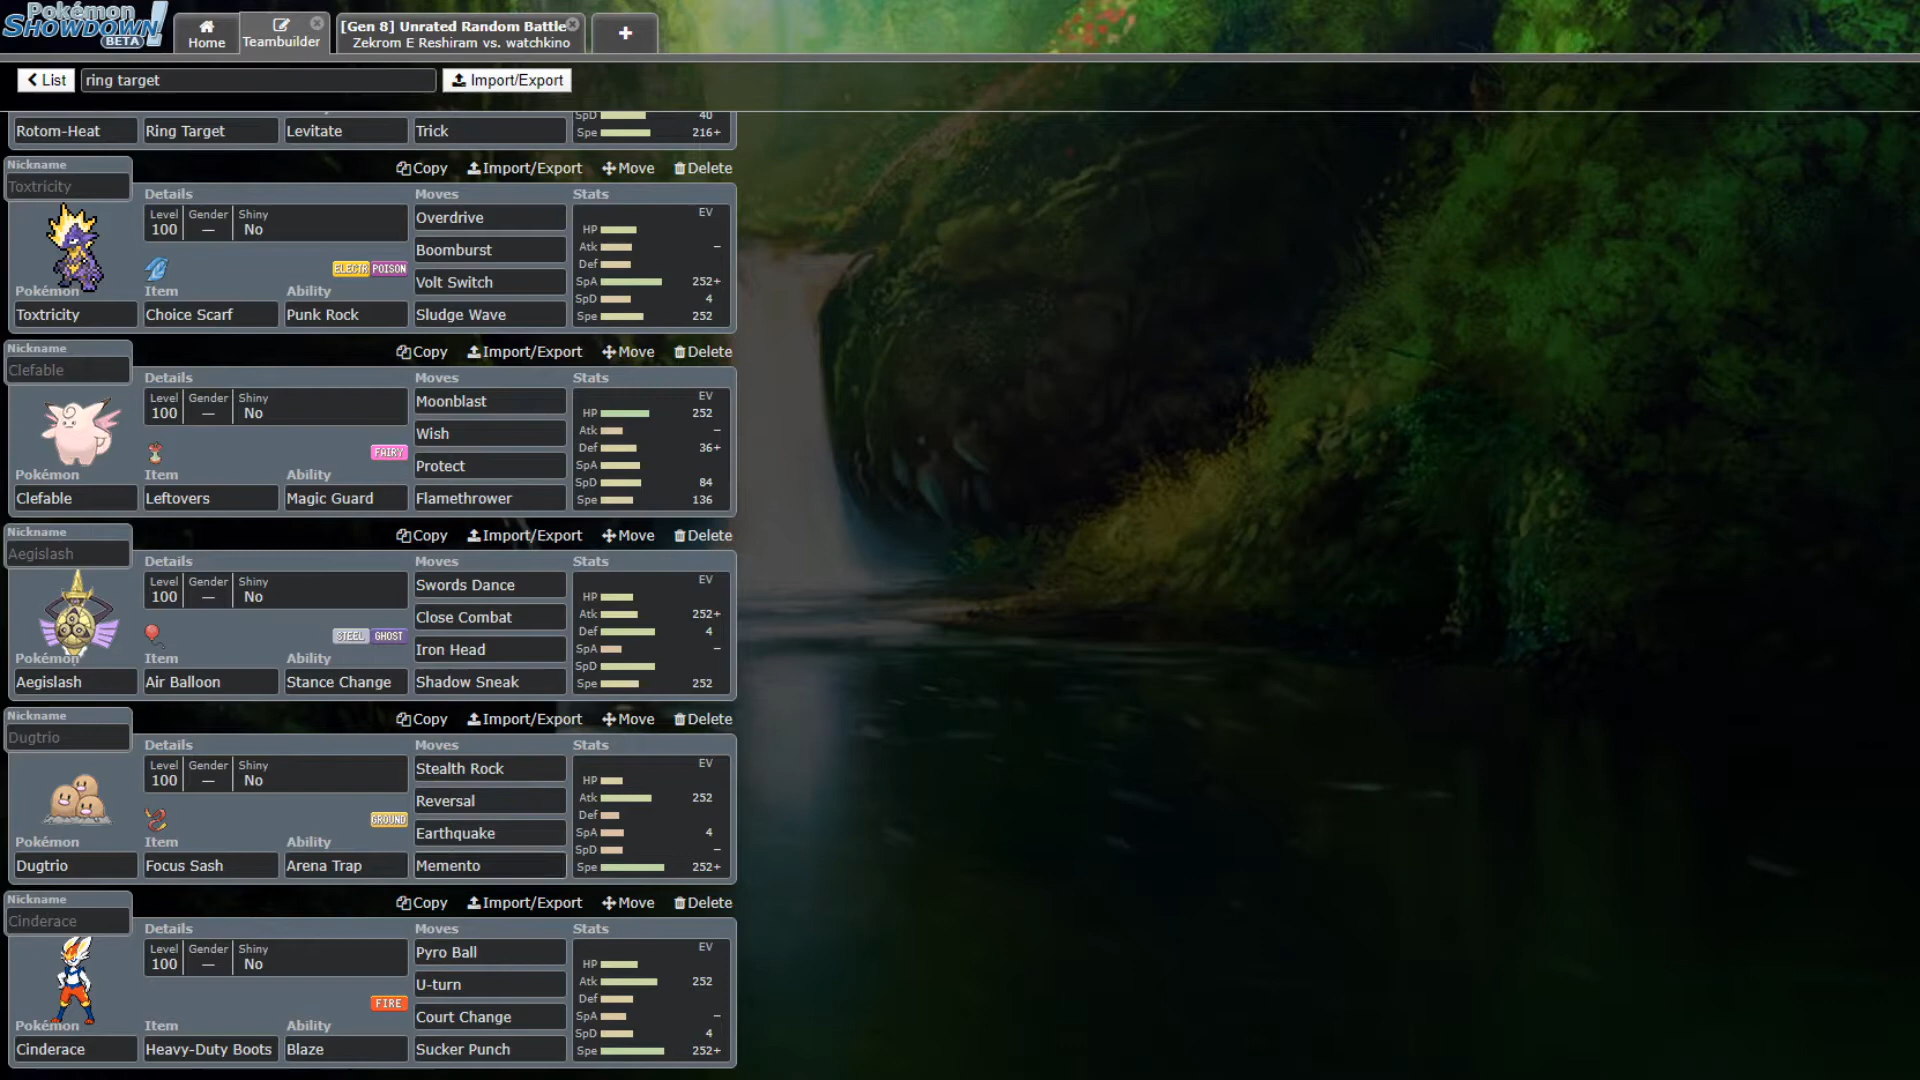 Pokémon
SHOWDOWN!
BETA
Home
Teambuilder
[Gen 8] Unrated Random Battle
Zekrom E Reshiram vs. watchkino
+
List
ring target
Import/Export
SpD 40
Rotom-Heat Ring Target Levitate Trick Spe 216+
Nickname
Toxtricity
Copy Import/Export Move Delete
Details Moves Stats
Level Gender Shiny
100 — No
EV
Overdrive
Boomburst
Volt Switch
Sludge Wave
HP
Atk –
Def
SpA 252+
SpD 4
Spe 252
ELECTR POISON
Pokémon Item Ability
Toxtricity Choice Scarf Punk Rock
Nickname
Clefable
Copy Import/Export Move Delete
Details Moves Stats
Level Gender Shiny
100 — No
EV
Moonblast
Wish
Protect
Flamethrower
HP 252
Atk –
Def 36+
SpA
SpD 84
Spe 136
FAIRY
Pokémon Item Ability
Clefable Leftovers Magic Guard
Nickname
Aegislash
Copy Import/Export Move Delete
Details Moves Stats
Level Gender Shiny
100 — No
EV
Swords Dance
Close Combat
Iron Head
Shadow Sneak
HP
Atk 252+
Def 4
SpA –
SpD
Spe 252
STEEL GHOST
Pokémon Item Ability
Aegislash Air Balloon Stance Change
Nickname
Dugtrio
Copy Import/Export Move Delete
Details Moves Stats
Level Gender Shiny
100 — No
EV
Stealth Rock
Reversal
Earthquake
Memento
HP
Atk 252
Def
SpA 4
SpD –
Spe 252+
GROUND
Pokémon Item Ability
Dugtrio Focus Sash Arena Trap
Nickname
Cinderace
Copy Import/Export Move Delete
Details Moves Stats
Level Gender Shiny
100 — No
EV
Pyro Ball
U-turn
Court Change
Sucker Punch
HP
Atk 252
Def
SpA –
SpD 4
Spe 252+
FIRE
Pokémon Item Ability
Cinderace Heavy-Duty Boots Blaze